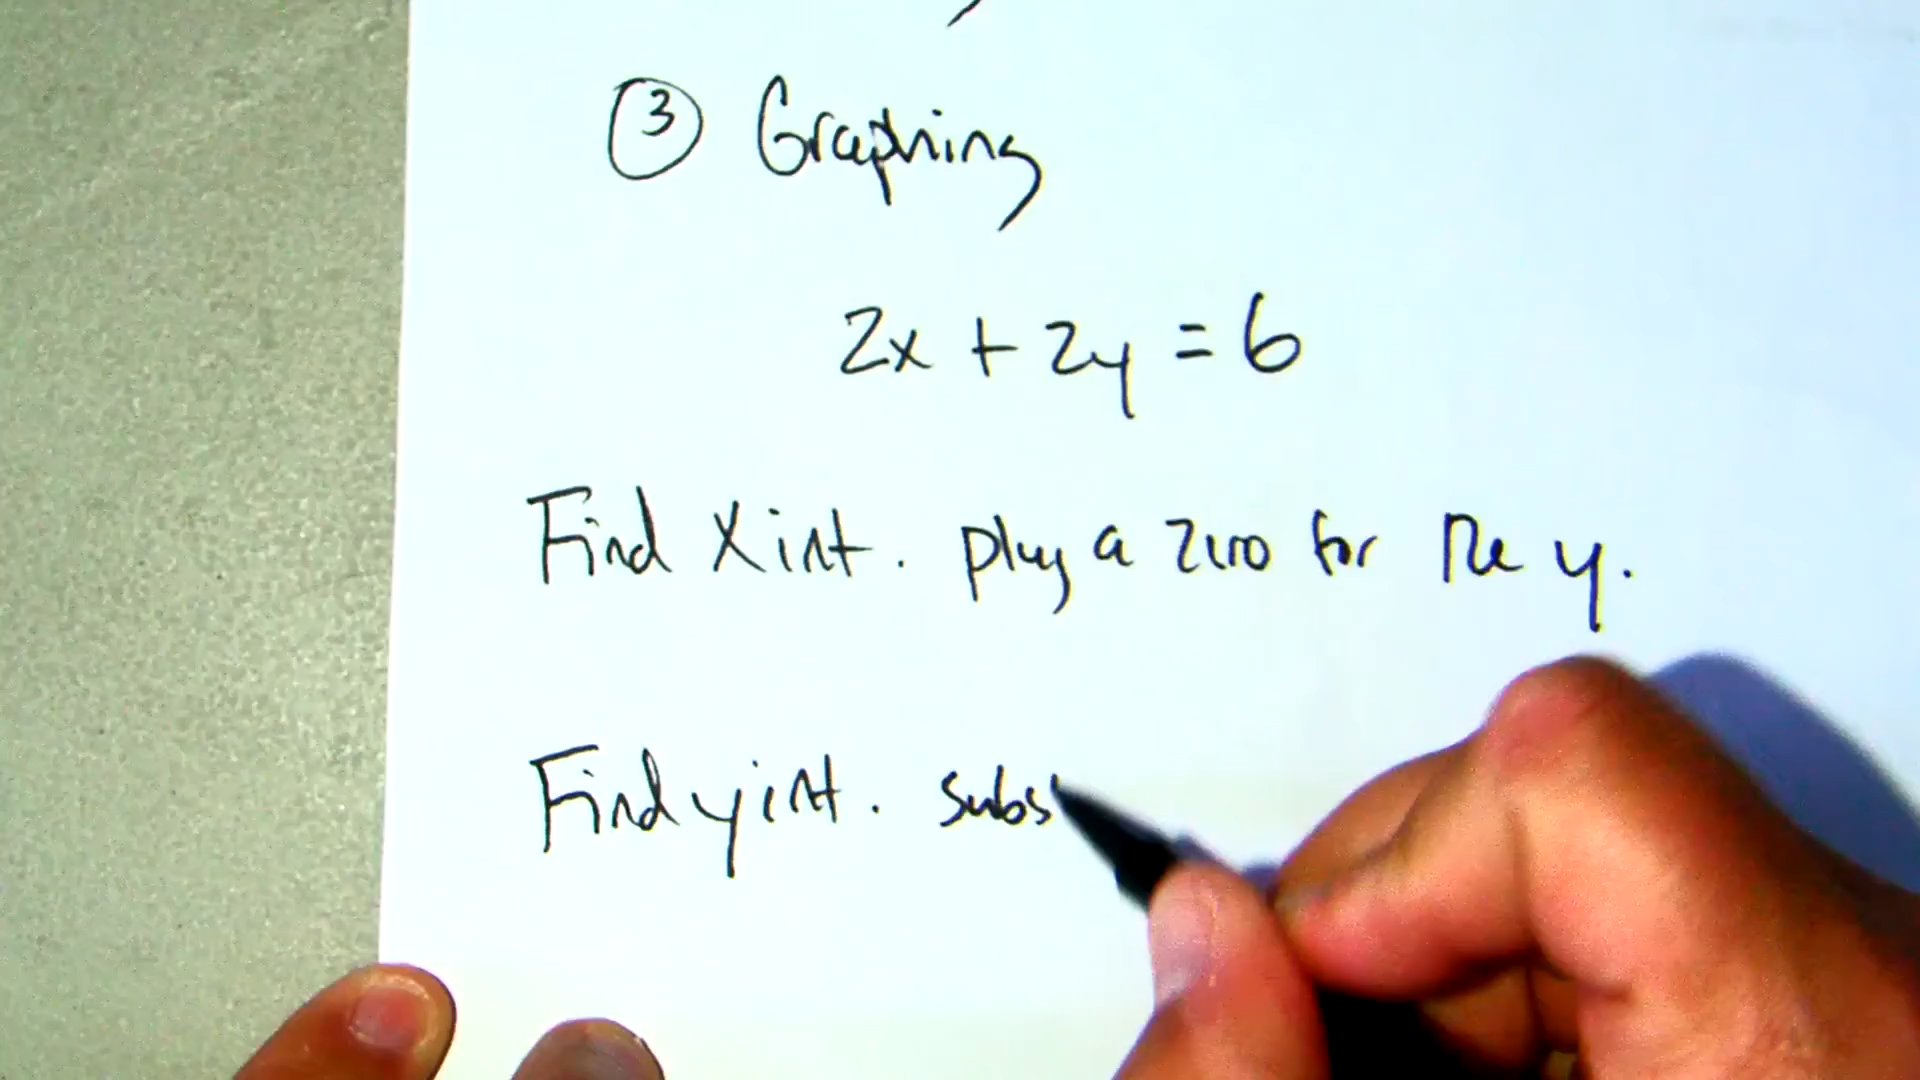 ③ Graphing
2x + 2y = 6
Find X int. plug a zero for the y.
Find y int. subs